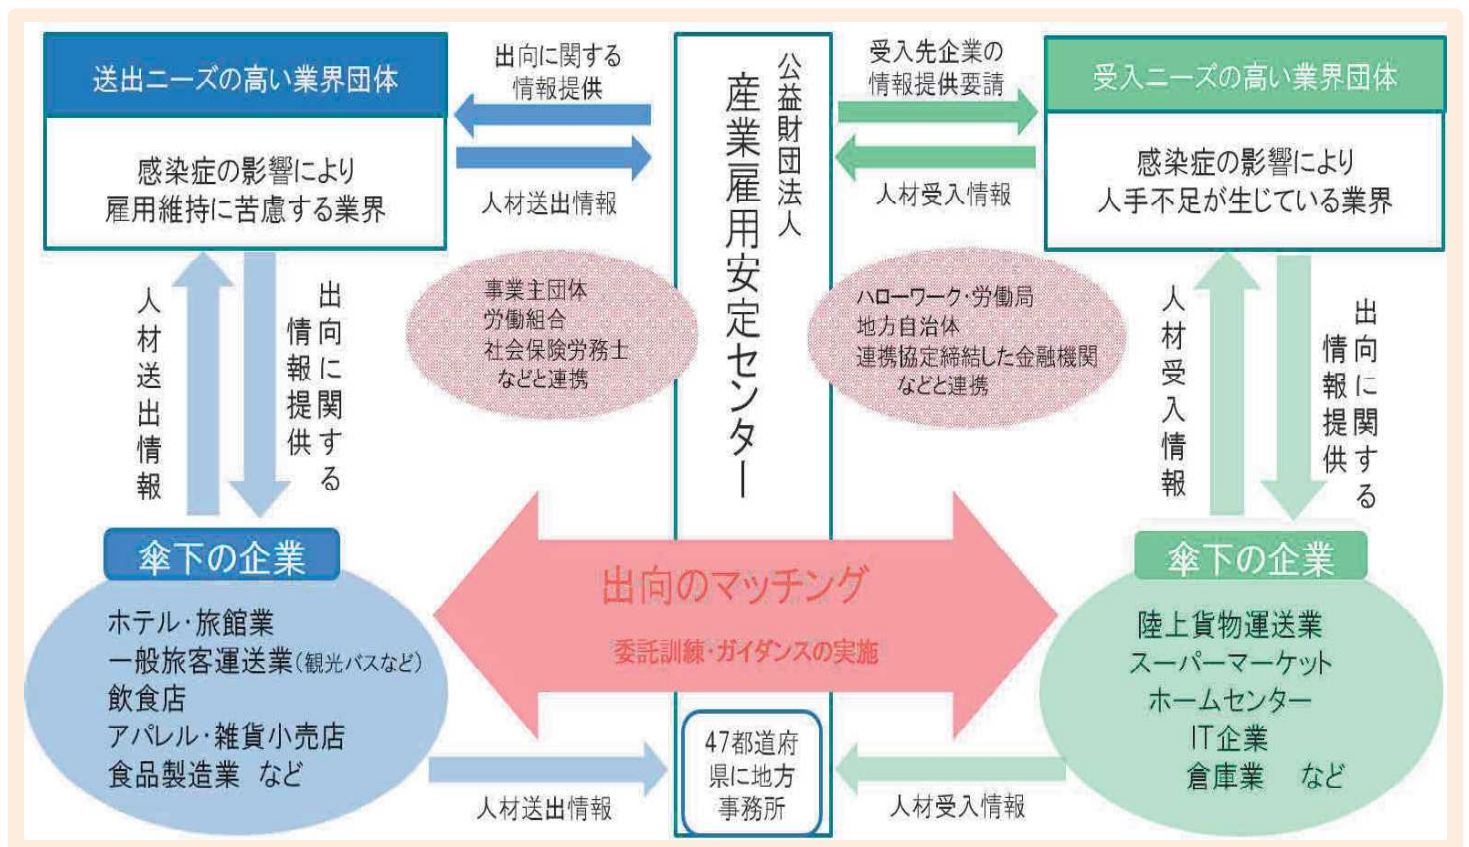 送出ニーズの高い業界団体
感染症の影響により
雇用維持に苦慮する業界
出向に関する
情報提供
人材送出情報
公益財団法人
産業雇用安定センター
受入先企業の
情報提供要請
人材受入情報
受入ニーズの高い業界団体
感染症の影響により
人手不足が生じている業界
人材送出情報
出向に関する
情報提供
事業主団体
労働組合
社会保険労務士
などと連携
ハローワーク・労働局
地方自治体
連携協定締結した金融機関
などと連携
人材受入情報
出向に関する
情報提供
傘下の企業
ホテル・旅館業
一般旅客運送業(観光バスなど)
飲食店
アパレル・雑貨小売店
食品製造業 など
出向のマッチング
委託訓練・ガイダンスの実施
傘下の企業
陸上貨物運送業
スーパーマーケット
ホームセンター
IT企業
倉庫業 など
人材送出情報
47都道府
県に地方
事務所
人材受入情報